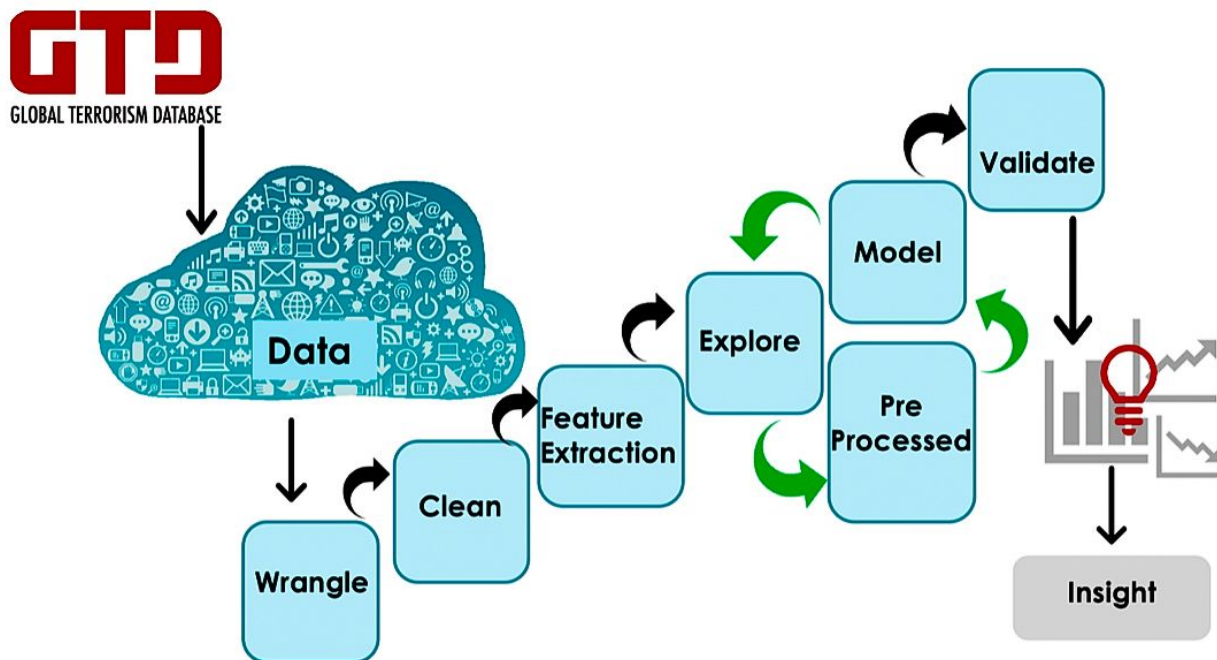 GTD
GLOBAL TERRORISM DATABASE
Data
Wrangle
Clean
Feature
Extraction
Explore
Pre
Processed
Model
Validate
Insight